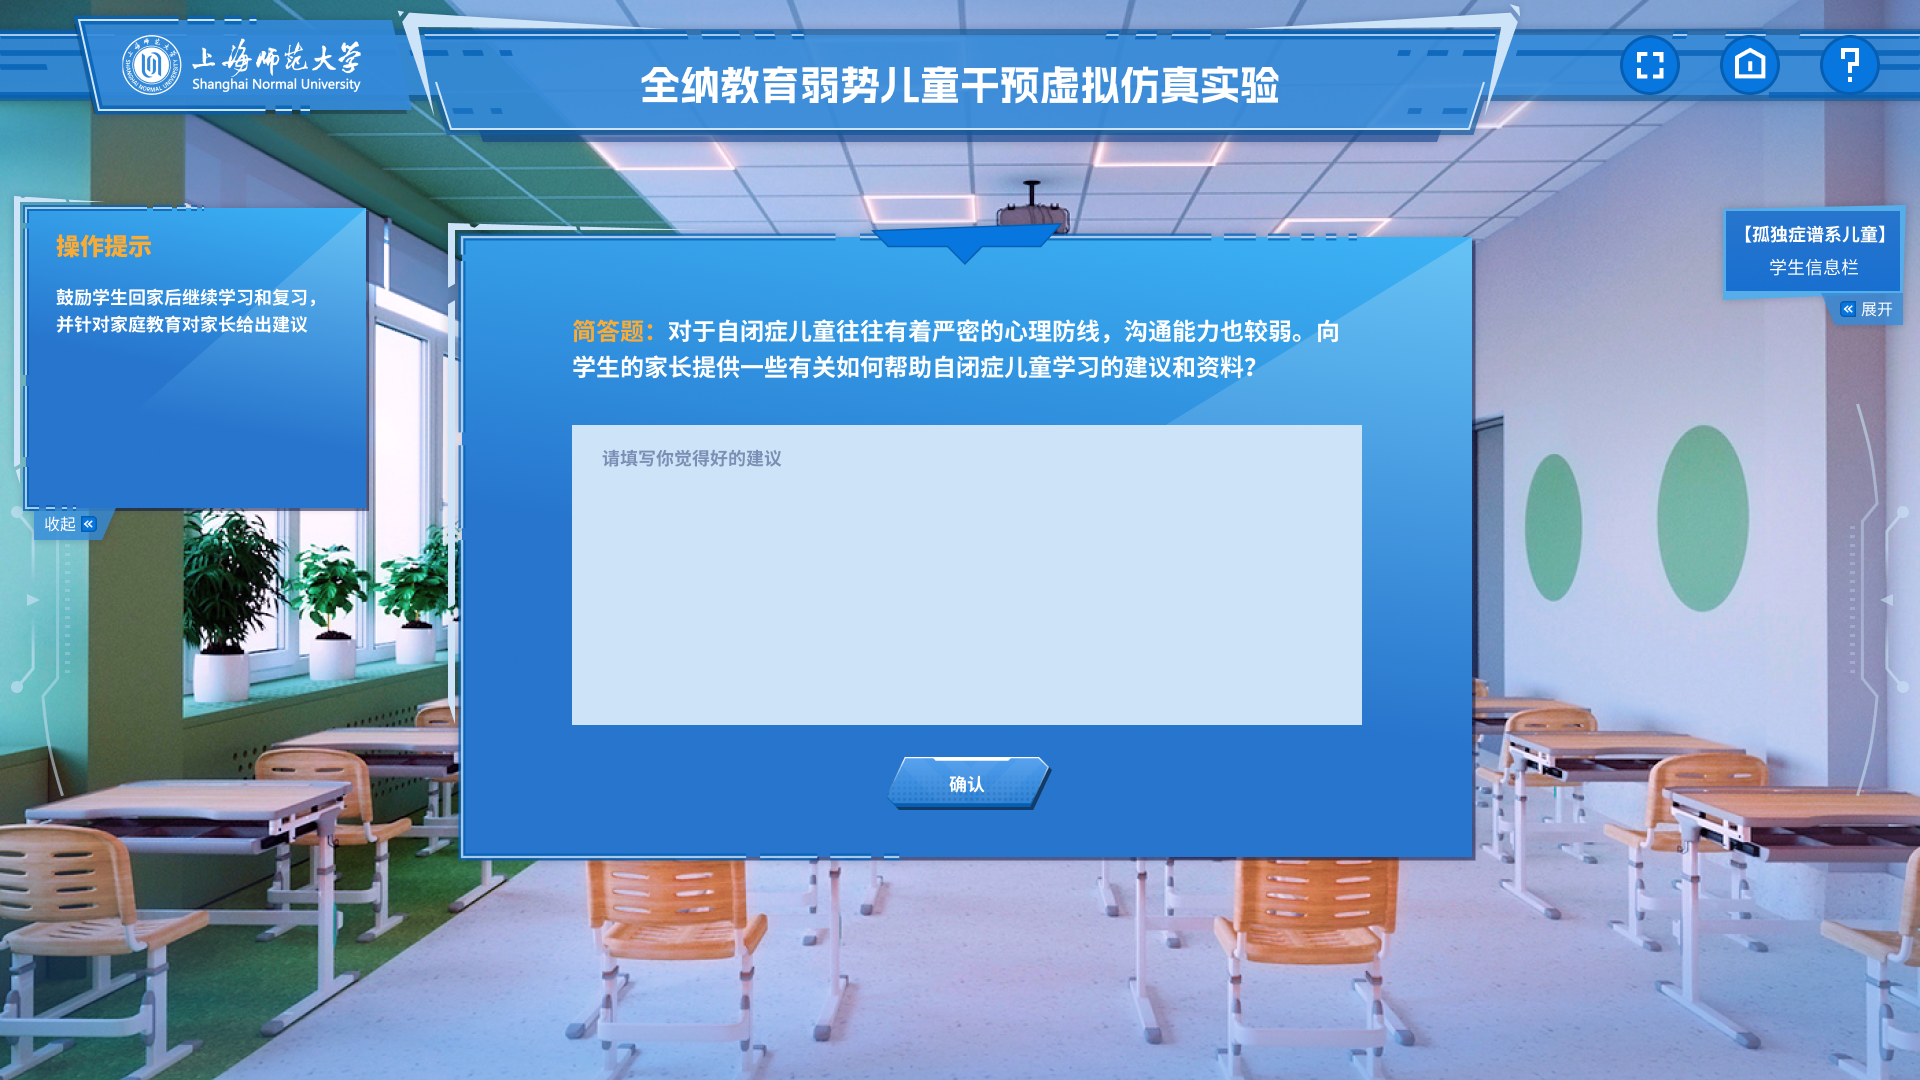 上海师范大学
Shanghai Normal University
全纳教育弱势儿童干预虚拟仿真实验
操作提示
鼓励学生回家后继续学习和复习，
并针对家庭教育对家长给出建议
收起
【孤独症谱系儿童】
学生信息栏
展开
简答题：对于自闭症儿童往往有着严密的心理防线，沟通能力也较弱。向
学生的家长提供一些有关如何帮助自闭症儿童学习的建议和资料？
请填写你觉得好的建议
确认